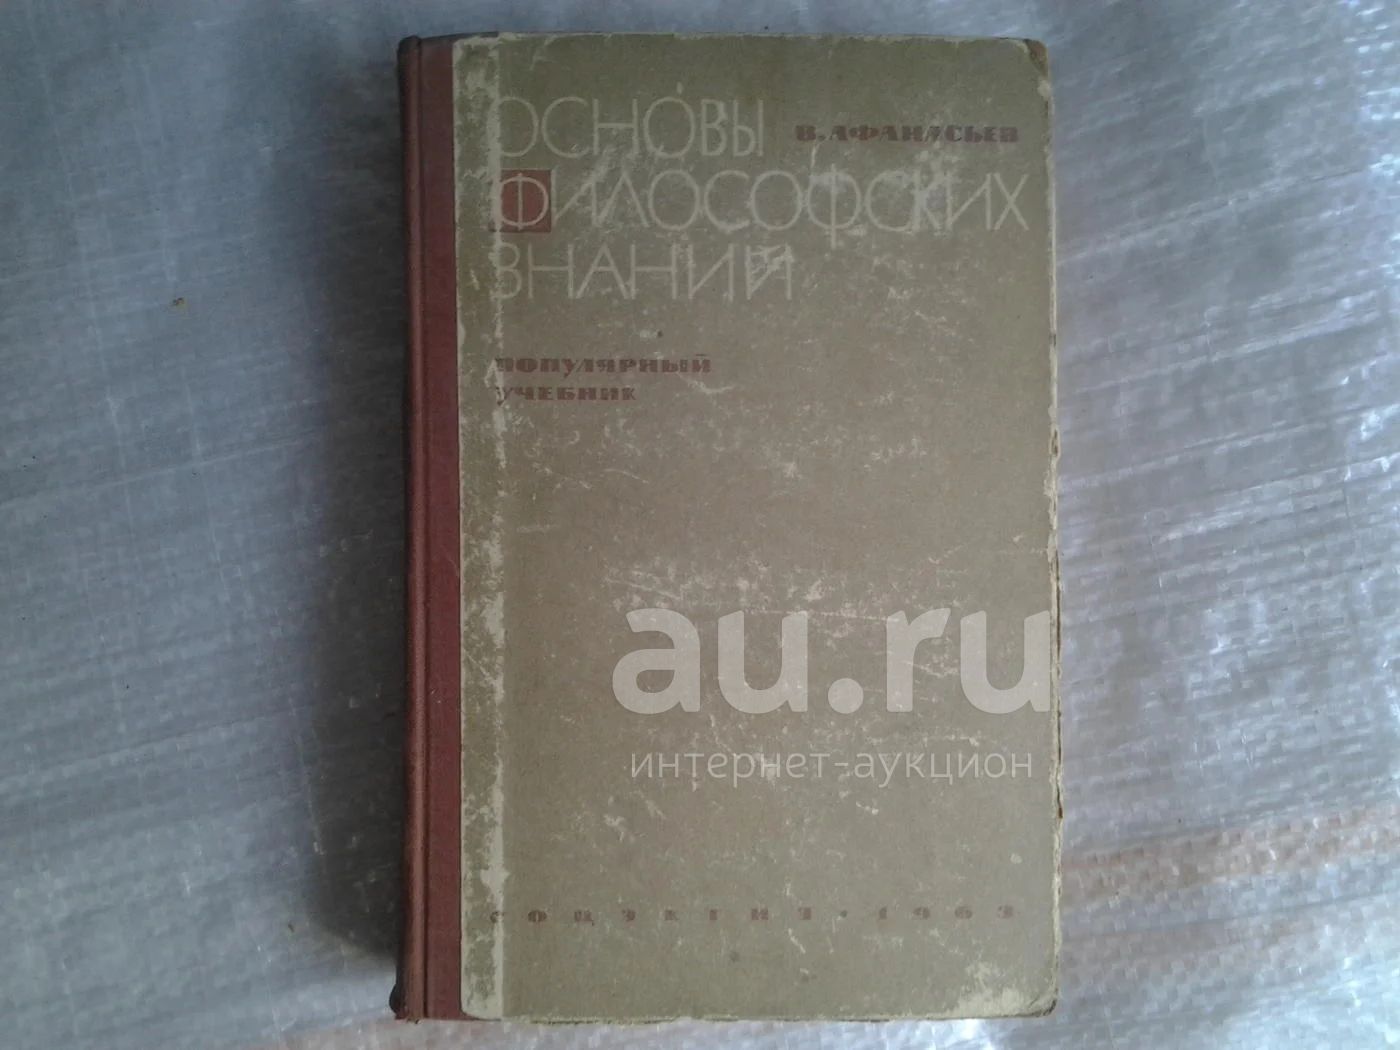 ОСНОВЫ
В. АФАНАСЬЕВ
ФИЛОСОФСКИХ
ЗНАНИЙ
ПОПУЛЯРНЫЙ
УЧЕБНИК
au.ru
интернет-аукцион
СОЦЭКГИЗ • 1963